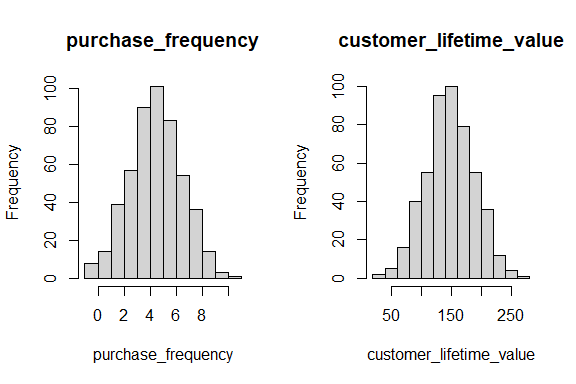 purchase_frequency
Frequency
0 20 40 60 80 100
0 2 4 6 8
purchase_frequency
customer_lifetime_value
Frequency
0 20 40 60 80 100
50 150 250
customer_lifetime_value